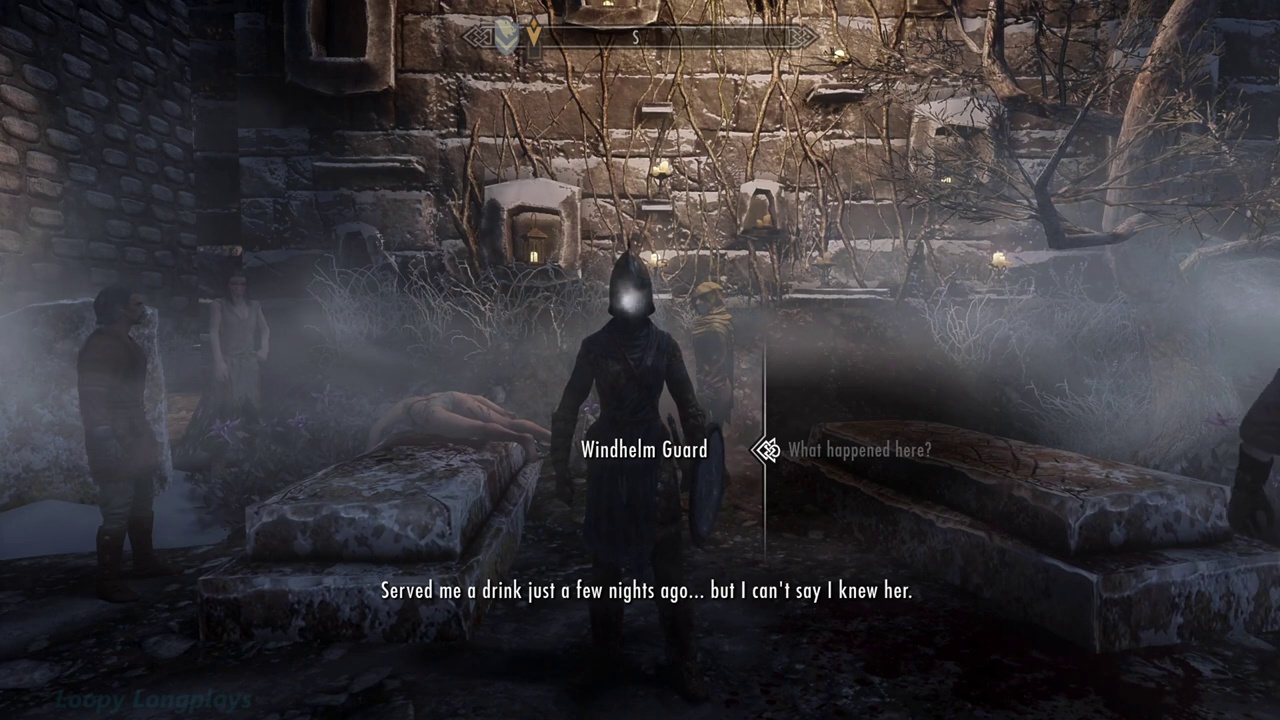 S
Windhelm Guard
What happened here?
Served me a drink just a few nights ago... but I can't say I knew her.
Loopy Longplays